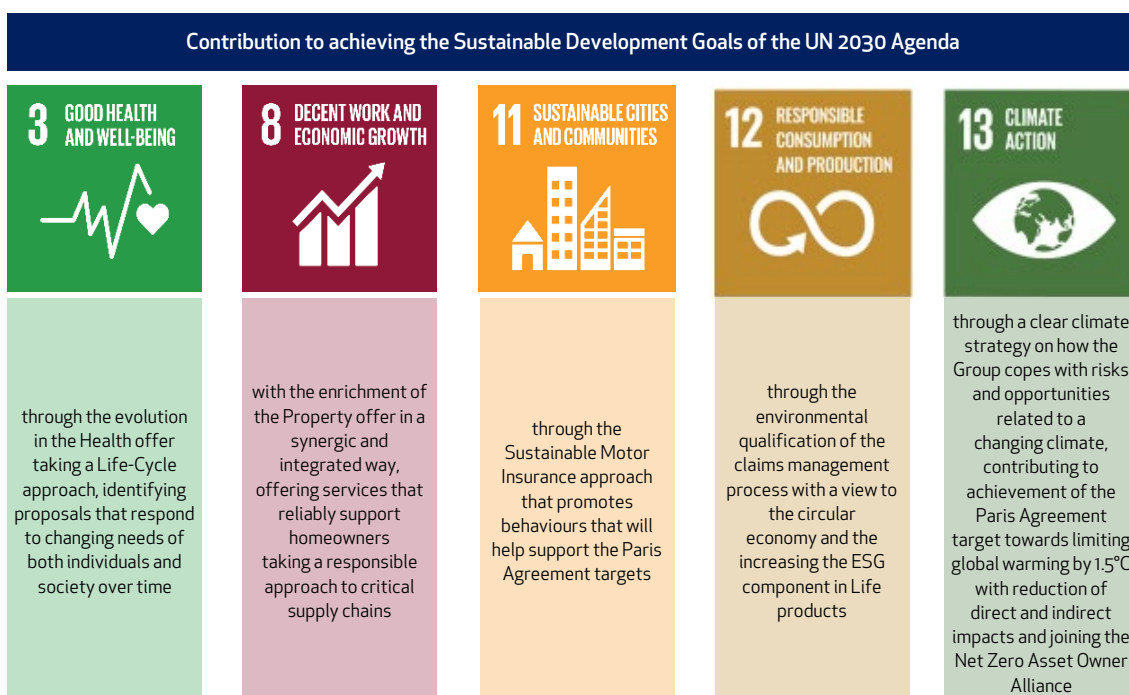 Contribution to achieving the Sustainable Development Goals of the UN 2030 Agenda
3 GOOD HEALTH
AND WELL-BEING
through the evolution
in the Health offer
taking a Life-Cycle
approach, identifying
proposals that respond
to changing needs of
both individuals and
society over time
8 DECENT WORK AND
ECONOMIC GROWTH
with the enrichment of
the Property offer in a
synergic and
integrated way,
offering services that
reliably support
homeowners
taking a responsible
approach to critical
supply chains
11 SUSTAINABLE CITIES
AND COMMUNITIES
through the
Sustainable Motor
Insurance approach
that promotes
behaviours that will
help support the Paris
Agreement targets
12 RESPONSIBLE
CONSUMPTION
AND PRODUCTION
through the
environmental
qualification of the
claims management
process with a view to
the circular
economy and the
increasing the ESG
component in Life
products
13 CLIMATE
ACTION
through a clear climate
strategy on how the
Group copes with risks
and opportunities
related to a
changing climate,
contributing to
achievement of the
Paris Agreement
target towards limiting
global warming by 1.5°C
with reduction of
direct and indirect
impacts and joining the
Net Zero Asset Owner
Alliance